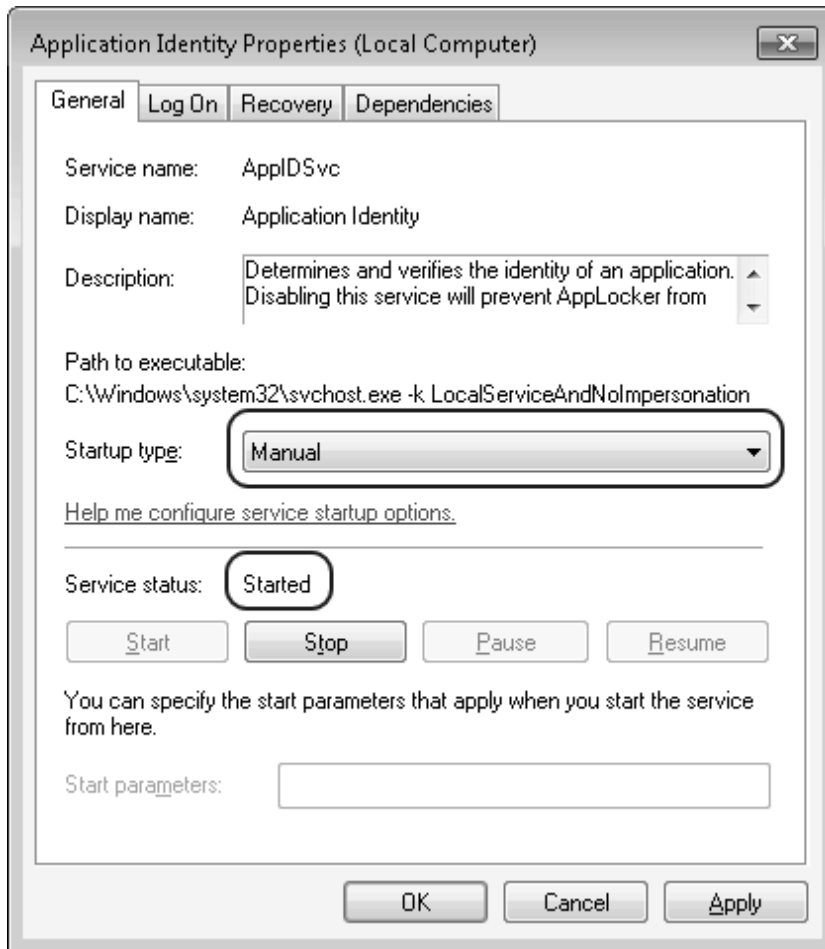 Application Identity Properties (Local Computer)
General Log On Recovery Dependencies
Service name: AppIDSvc
Display name: Application Identity
Description: Determines and verifies the identity of an application.
Disabling this service will prevent AppLocker from
Path to executable:
C:\Windows\system32\svchost.exe -k LocalServiceAndNoImpersonation
Startup type: Manual
Help me configure service startup options.
Service status: Started
Start Stop Pause Resume
You can specify the start parameters that apply when you start the service
from here.
Start parameters:
OK Cancel Apply